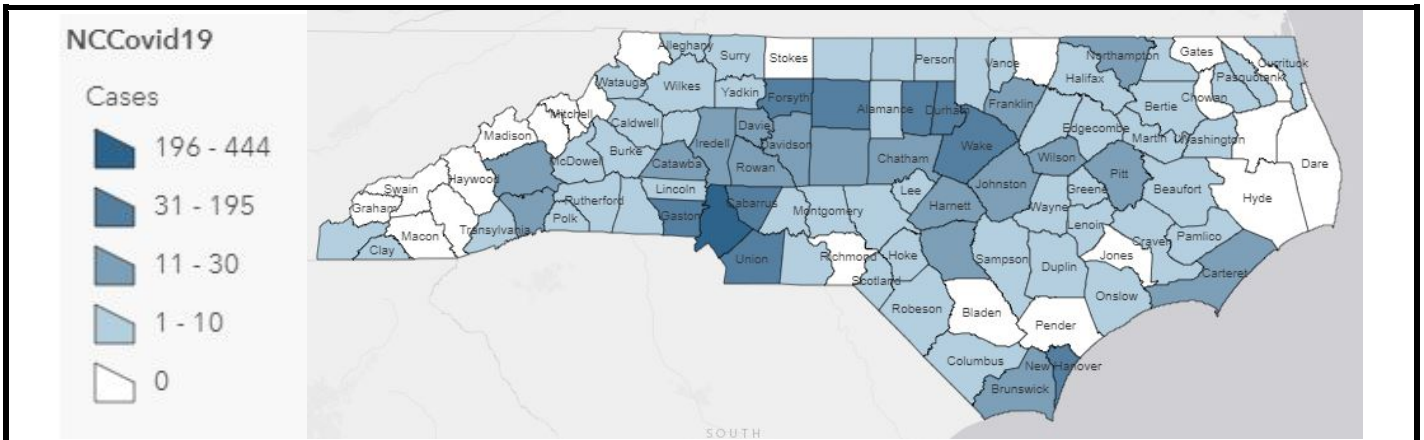 NCCovid19
Cases
196 - 444
31 - 195
11 - 30
1 - 10
0
Alleghany
Surry
Stokes
Person
Vance
Northampton
Gates
Currituck
Watauga
Wilkes
Yadkin
Forsyth
Alamance
Durham
Franklin
Halifax
Bertie
Chowan
Pasquotank
Mitchell
Madison
Caldwell
Iredell
Davie
Davidson
Edgecombe
Martin
Washington
McDowell
Burke
Catawba
Rowan
Chatham
Wake
Wilson
Pitt
Dare
Haywood
Swain
Graham
Lincoln
Lee
Johnston
Greene
Beaufort
Hyde
Rutherford
Polk
Transylvania
Gaston
Cabarrus
Montgomery
Harnett
Wayne
Lenoir
Craven
Pamlico
Macon
Clay
Union
Richmond
Hoke
Sampson
Duplin
Jones
Carteret
Scotland
Robeson
Bladen
Onslow
Pender
Columbus
New Hanover
Brunswick
SOUTH